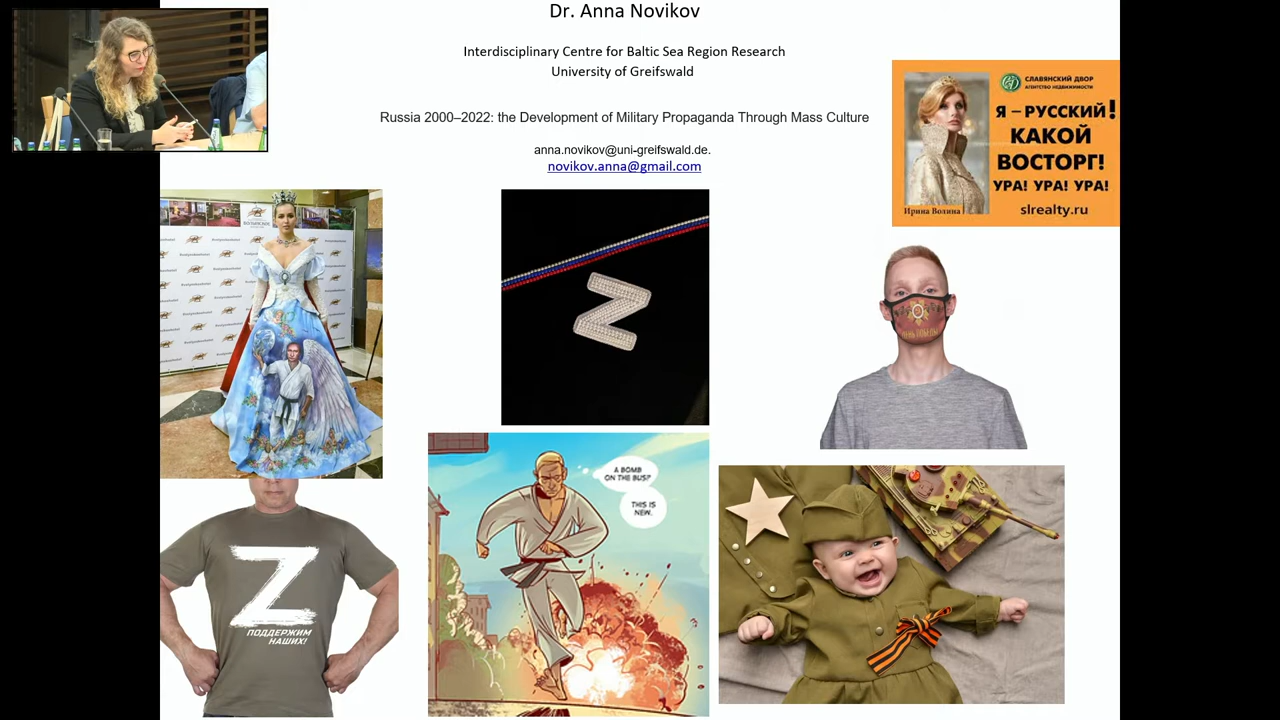 Dr. Anna Novikov
Interdisciplinary Centre for Baltic Sea Region Research
University of Greifswald
Russia 2000–2022: the Development of Military Propaganda Through Mass Culture
anna.novikov@uni-greifswald.de.
novikov.anna@gmail.com
СЛАВЯНСКИЙ ДВОР
АГЕНТСТВО НЕДВИЖИМОСТИ
Я – РУССКИЙ!
КАКОЙ
ВОСТОРГ!
УРА! УРА! УРА!
slrealty.ru
Ирина Волина
Z
Z
ПОДДЕРЖИМ
НАШИХ!
A BOMB
ON THE BUS?
THIS IS
NEW.